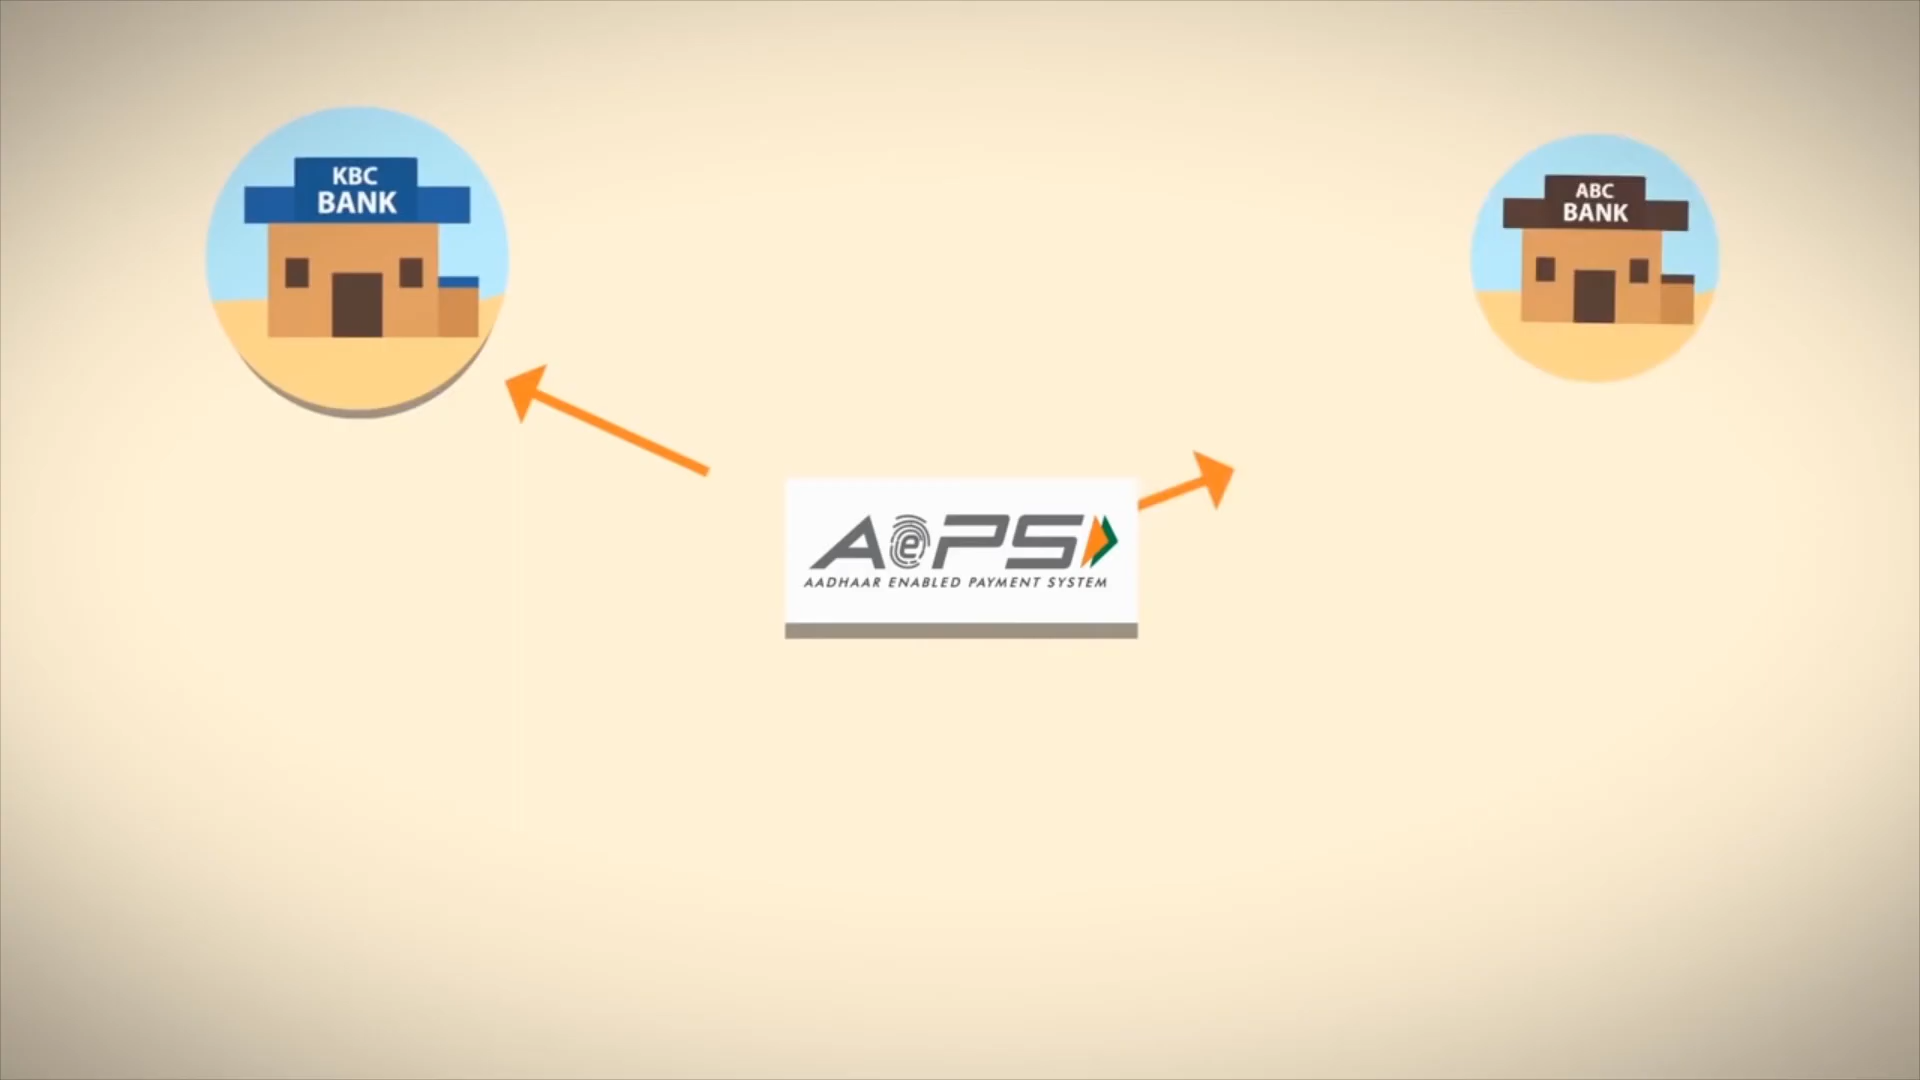 KBC
BANK
ABC
BANK
AePS
AADHAAR ENABLED PAYMENT SYSTEM